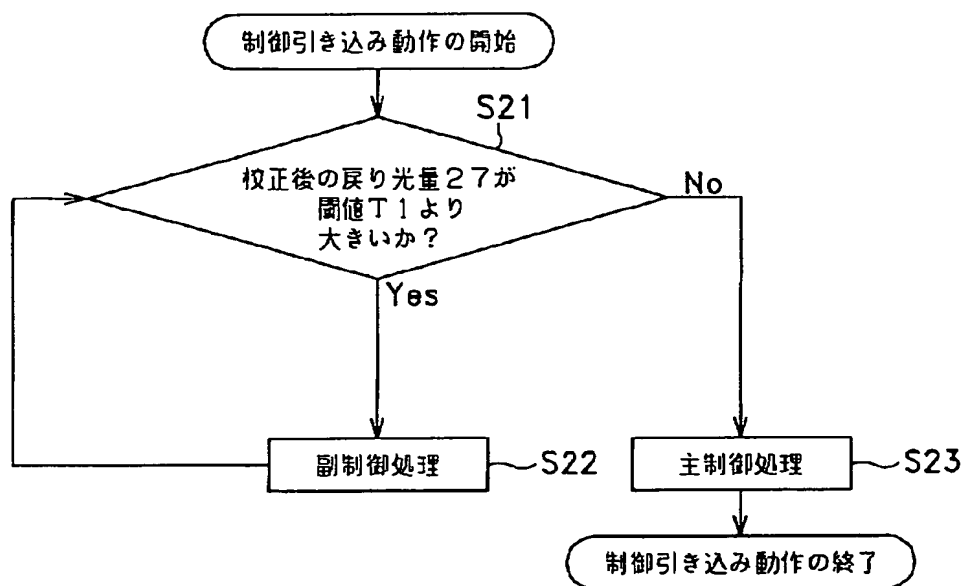 制御引き込み動作の開始
S21
校正後の戻り光量27が
閾値T1より
大きいか?
No
Yes
副制御処理
S22
主制御処理
S23
制御引き込み動作の終了